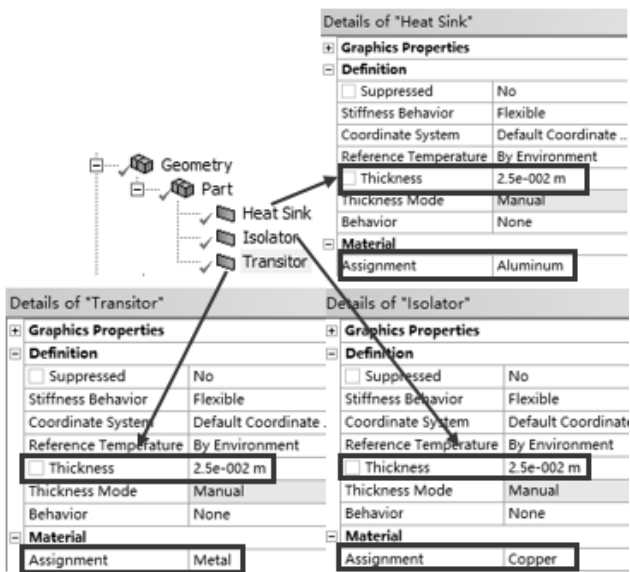 Details of "Heat Sink"
Graphics Properties
Definition
Suppressed No
Stiffness Behavior Flexible
Coordinate System Default Coordinate ..
Reference Temperature By Environment
Thickness 2.5e-002 m
Thickness Mode Manual
Behavior None
Material
Assignment Aluminum
Geometry
Part
Heat Sink
Isolator
Transitor
Details of "Transitor"
Graphics Properties
Definition
Suppressed No
Stiffness Behavior Flexible
Coordinate System Default Coordinate .
Reference Temperature By Environment
Thickness 2.5e-002 m
Thickness Mode Manual
Behavior None
Material
Assignment Metal
Details of "Isolator"
Graphics Properties
Definition
Suppressed No
Stiffness Behavior Flexible
Coordinate System Default Coordinate
Reference Temperature By Environment
Thickness 2.5e-002 m
Thickness Mode Manual
Behavior None
Material
Assignment Copper